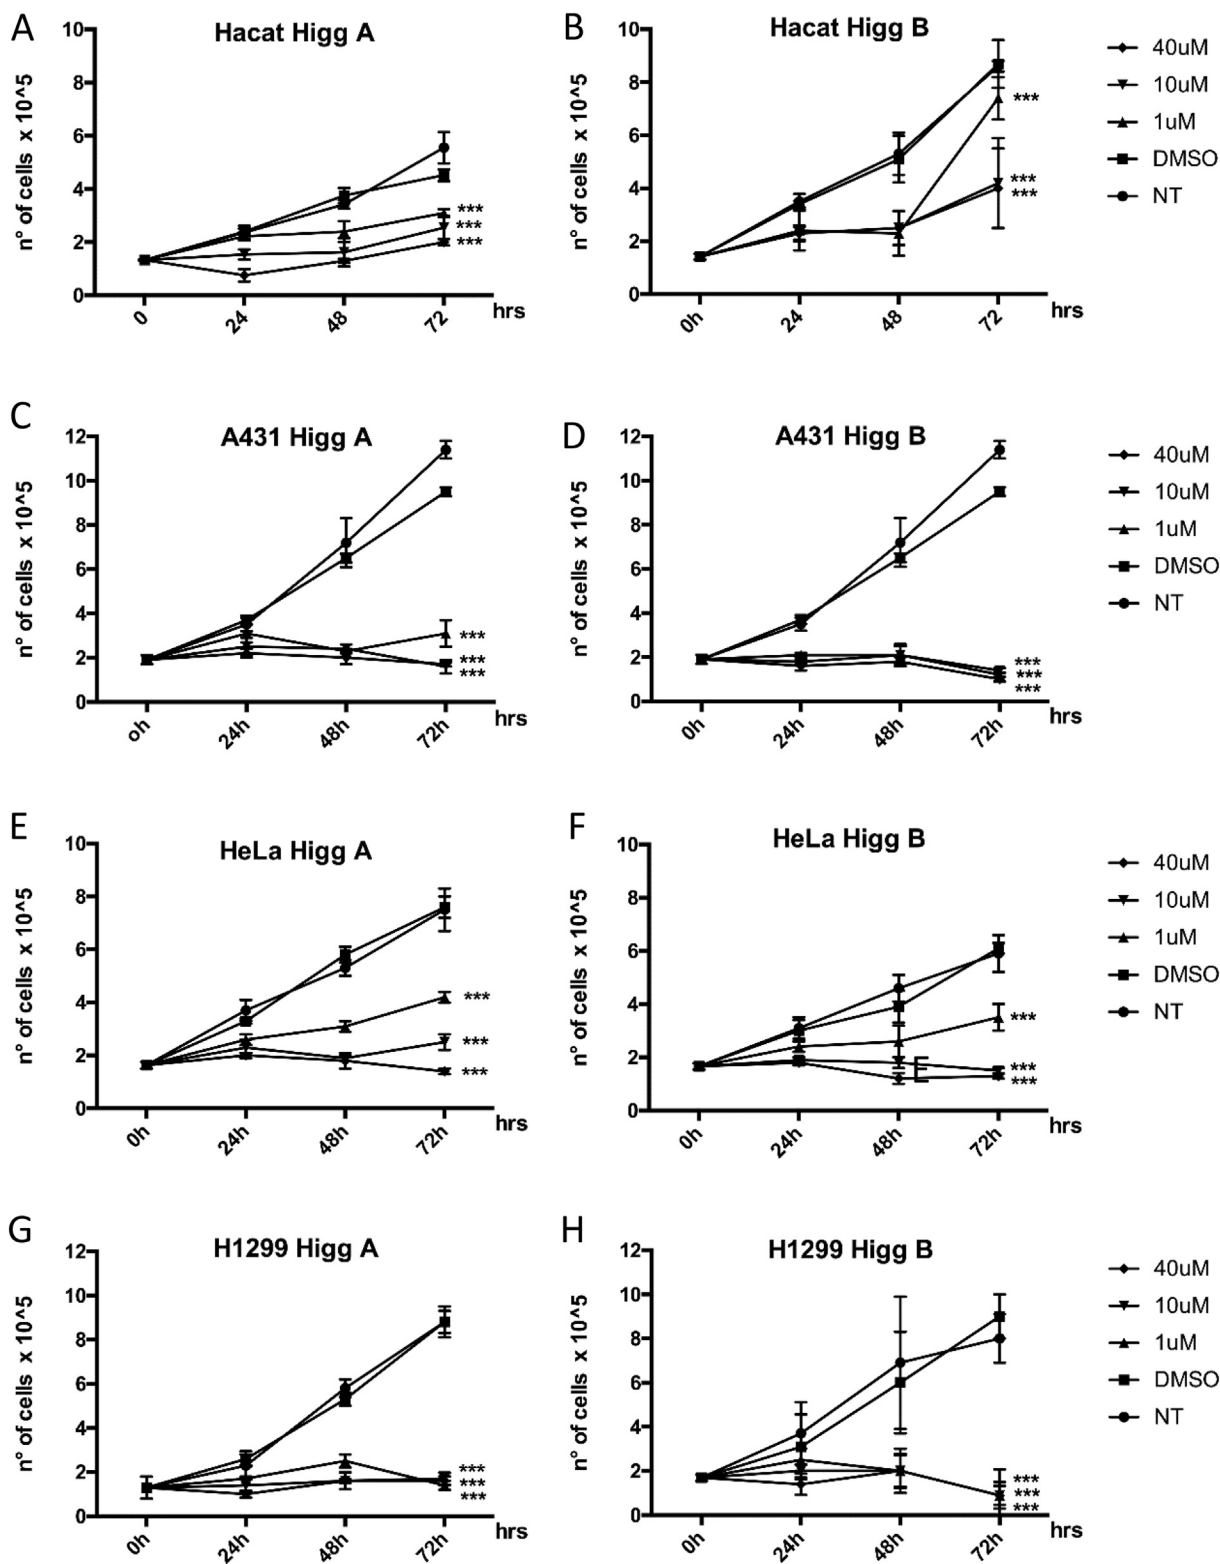 A
Hacat Higg A
n° of cells x 10^5
10
8
6
4
2
0
0
24
48
72
hrs
***
***
***
B
Hacat Higg B
n° of cells x 10^5
10
8
6
4
2
0
0h
24
48
72
hrs
***
***
***
40uM
10uM
1uM
DMSO
NT
C
A431 Higg A
n° of cells x 10^5
12
10
8
6
4
2
0
oh
24h
48h
72h
hrs
***
***
***
D
A431 Higg B
n° of cells x 10^5
12
10
8
6
4
2
0
0h
24h
48h
72h
hrs
***
***
***
40uM
10uM
1uM
DMSO
NT
E
HeLa Higg A
n° of cells x 10^5
10
8
6
4
2
0
0h
24h
48h
72h
hrs
***
***
***
F
HeLa Higg B
n° of cells x 10^5
10
8
6
4
2
0
0h
24h
48h
72h
hrs
***
***
***
40uM
10uM
1uM
DMSO
NT
G
H1299 Higg A
n° of cells x 10^5
12
10
8
6
4
2
0
0h
24h
48h
72h
hrs
***
***
***
H
H1299 Higg B
n° of cells x 10^5
12
10
8
6
4
2
0
0h
24h
48h
72h
hrs
***
***
***
40uM
10uM
1uM
DMSO
NT